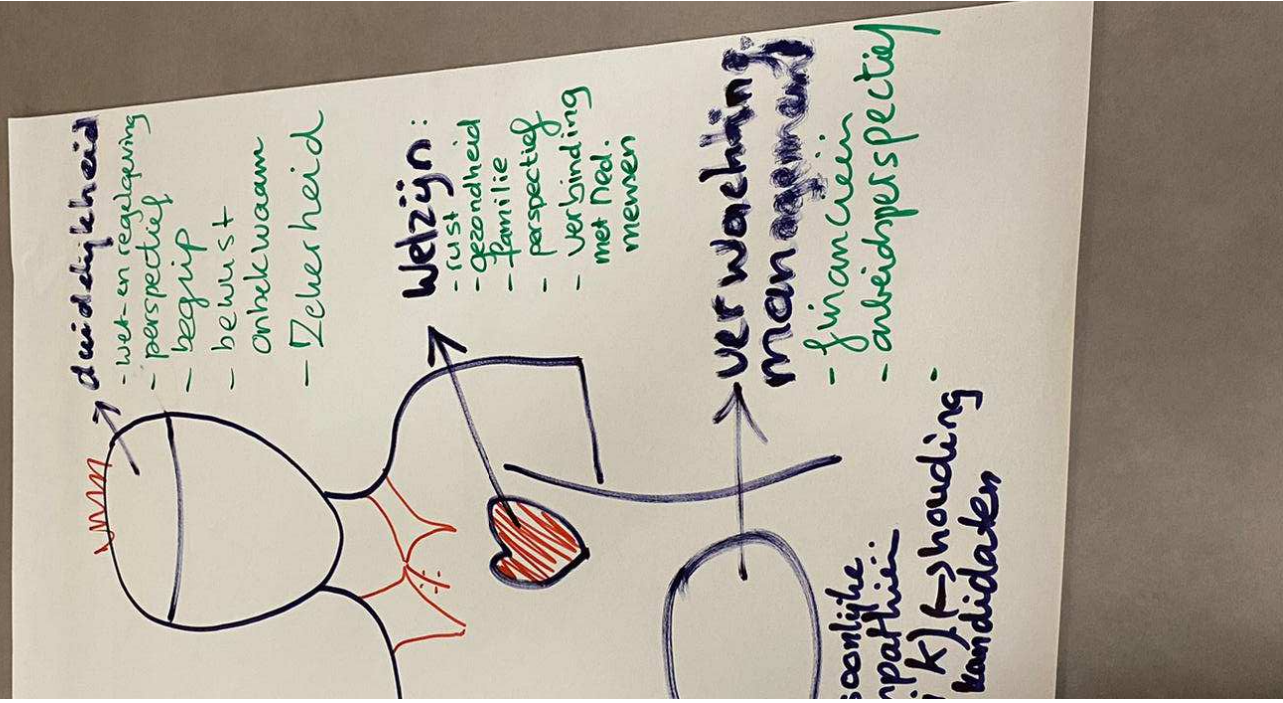 duidelijkheid
- wet-en regelgeving
- perspectief
- begrip
- bewust
onbekwaam
- Zekerheid
Welzijn:
- rust
- gezondheid
- familie
- perspectief
- verbinding
met Ned.
mensen
verwachting
management
- financieën
- arbeidsperspectief
-
houding
kandidaten